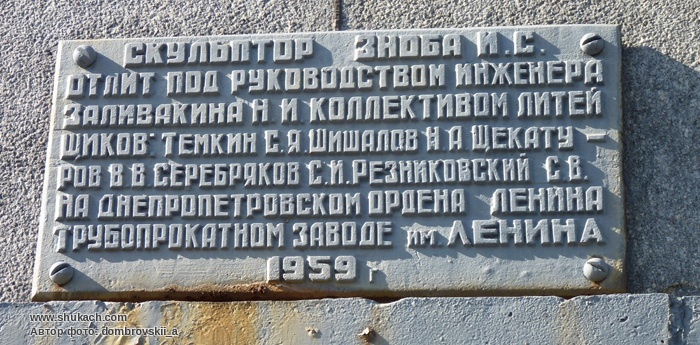 СКУЛЬПТОР ЗНОБА И.С.
ОТЛИТ ПОД РУКОВОДСТВОМ ИНЖЕНЕРА
ЗАЛИВАКИНА Н И КОЛЛЕКТИВОМ ЛИТЕЙ
ЩИКОВ: ТЕМКИН С.Я. ШИШАЛОВ Н.А ЩЕКАТУ-
РОВ В В СЕРЕБРЯКОВ С.И. РЕЗНИКОВСКИЙ С В.
НА ДНЕПРОПЕТРОВСКОМ ОРДЕНА ЛЕНИНА
ТРУБОПРОКАТНОМ ЗАВОДЕ им. ЛЕНИНА
1959 г
www.shukach.com
Автор фото: dombrovskii_a